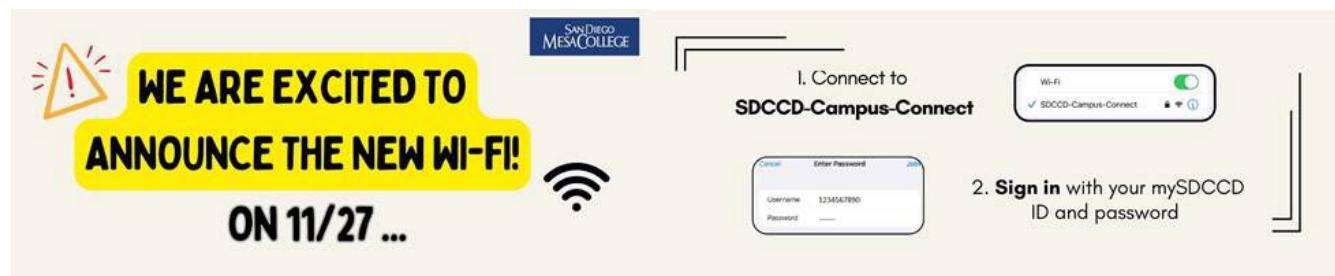 SAN DIEGO
MESA COLLEGE
WE ARE EXCITED TO
ANNOUNCE THE NEW WI-FI!
ON 11/27 ...
1. Connect to
SDCCD-Campus-Connect
Wi-Fi
SDCCD-Campus-Connect
Cancel Enter Password Join
Username 1234567890
Password
2. Sign in with your mySDCCD
ID and password